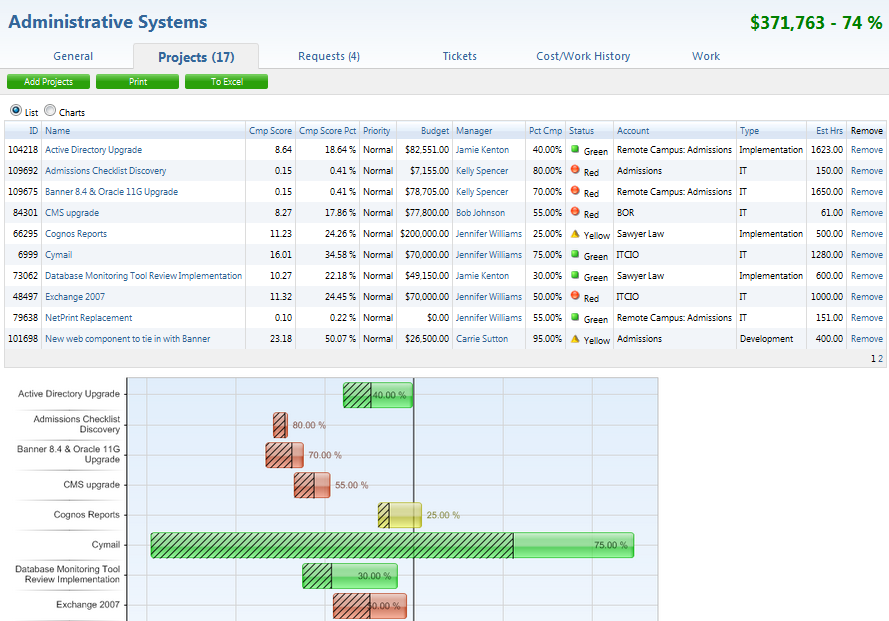 Administrative Systems
$371,763 - 74 %
General Projects (17) Requests (4) Tickets Cost/Work History Work
Add Projects Print To Excel
List Charts
ID Name Cmp Score Cmp Score Pct Priority Budget Manager Pct Cmp Status Account Type Est Hrs Remove
104218 Active Directory Upgrade 8.64 18.64 % Normal $82,551.00 Jamie Kenton 40.00% Green Remote Campus: Admissions Implementation 1623.00 Remove
109692 Admissions Checklist Discovery 0.15 0.41 % Normal $7,155.00 Kelly Spencer 80.00% Red Admissions IT 150.00 Remove
109675 Banner 8.4 & Oracle 11G Upgrade 0.15 0.41 % Normal $78,705.00 Kelly Spencer 70.00% Red Remote Campus: Admissions IT 1650.00 Remove
84301 CMS upgrade 8.27 17.86 % Normal $77,800.00 Bob Johnson 55.00% Red BOR IT 61.00 Remove
66295 Cognos Reports 11.23 24.26 % Normal $200,000.00 Jennifer Williams 25.00% Yellow Sawyer Law Implementation 500.00 Remove
6999 Cymail 16.01 34.58 % Normal $70,000.00 Jennifer Williams 75.00% Green ITCIO IT 1280.00 Remove
73062 Database Monitoring Tool Review Implementation 10.27 22.18 % Normal $49,150.00 Jamie Kenton 30.00% Green Sawyer Law Implementation 600.00 Remove
48497 Exchange 2007 11.32 24.45 % Normal $70,000.00 Jennifer Williams 50.00% Red ITCIO IT 1000.00 Remove
79638 NetPrint Replacement 0.10 0.22 % Normal $0.00 Jennifer Williams 55.00% Green Remote Campus: Admissions IT 151.00 Remove
101698 New web component to tie in with Banner 23.18 50.07 % Normal $26,500.00 Carrie Sutton 95.00% Yellow Admissions Development 400.00 Remove
1 2
Active Directory Upgrade 40.00 %
Admissions Checklist
Discovery 80.00 %
Banner 8.4 & Oracle 11G
Upgrade 70.00 %
CMS upgrade 55.00 %
Cognos Reports 25.00 %
Cymail 75.00 %
Database Monitoring Tool
Review Implementation 30.00 %
Exchange 2007 50.00 %